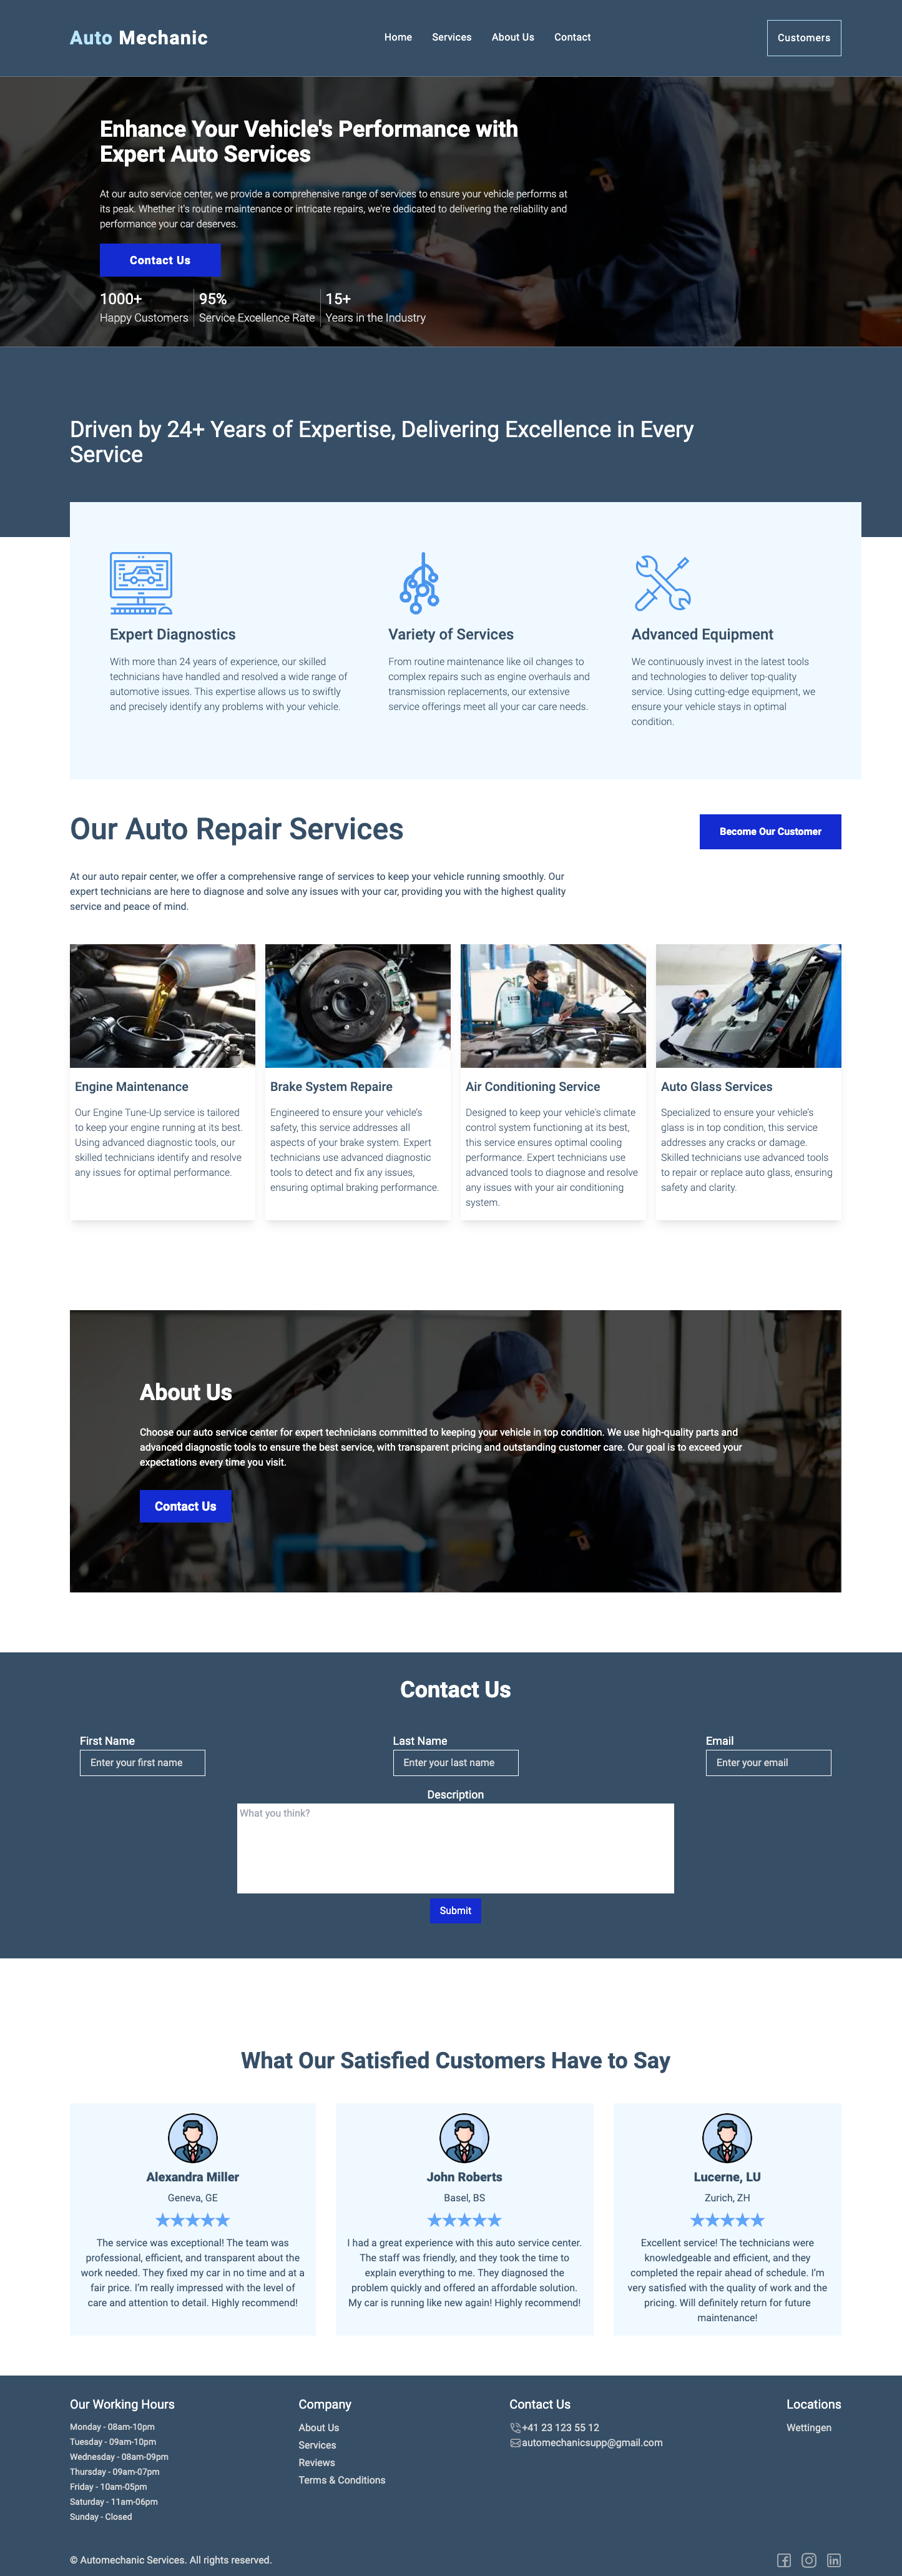 Auto Mechanic
Home Services About Us Contact
Customers
Enhance Your Vehicle's Performance with
Expert Auto Services
At our auto service center, we provide a comprehensive range of services to ensure your vehicle performs at
its peak. Whether it's routine maintenance or intricate repairs, we're dedicated to delivering the reliability and
performance your car deserves.
Contact Us
1000+
Happy Customers
95%
Service Excellence Rate
15+
Years in the Industry
Driven by 24+ Years of Expertise, Delivering Excellence in Every
Service
Expert Diagnostics
With more than 24 years of experience, our skilled
technicians have handled and resolved a wide range of
automotive issues. This expertise allows us to swiftly
and precisely identify any problems with your vehicle.
Variety of Services
From routine maintenance like oil changes to
complex repairs such as engine overhauls and
transmission replacements, our extensive
service offerings meet all your car care needs.
Advanced Equipment
We continuously invest in the latest tools
and technologies to deliver top-quality
service. Using cutting-edge equipment, we
ensure your vehicle stays in optimal
condition.
Our Auto Repair Services
Become Our Customer
At our auto repair center, we offer a comprehensive range of services to keep your vehicle running smoothly. Our
expert technicians are here to diagnose and solve any issues with your car, providing you with the highest quality
service and peace of mind.
Engine Maintenance
Our Engine Tune-Up service is tailored
to keep your engine running at its best.
Using advanced diagnostic tools, our
skilled technicians identify and resolve
any issues for optimal performance.
Brake System Repaire
Engineered to ensure your vehicle's
safety, this service addresses all
aspects of your brake system. Expert
technicians use advanced diagnostic
tools to detect and fix any issues,
ensuring optimal braking performance.
Air Conditioning Service
Designed to keep your vehicle's climate
control system functioning at its best,
this service ensures optimal cooling
performance. Expert technicians use
advanced tools to diagnose and resolve
any issues with your air conditioning
system.
Auto Glass Services
Specialized to ensure your vehicle's
glass is in top condition, this service
addresses any cracks or damage.
Skilled technicians use advanced tools
to repair or replace auto glass, ensuring
safety and clarity.
About Us
Choose our auto service center for expert technicians committed to keeping your vehicle in top condition. We use high-quality parts and
advanced diagnostic tools to ensure the best service, with transparent pricing and outstanding customer care. Our goal is to exceed your
expectations every time you visit.
Contact Us
Contact Us
First Name
Enter your first name
Last Name
Enter your last name
Email
Enter your email
Description
What you think?
Submit
What Our Satisfied Customers Have to Say
Alexandra Miller
Geneva, GE
The service was exceptional! The team was
professional, efficient, and transparent about the
work needed. They fixed my car in no time and at a
fair price. I'm really impressed with the level of
care and attention to detail. Highly recommend!
John Roberts
Basel, BS
I had a great experience with this auto service center.
The staff was friendly, and they took the time to
explain everything to me. They diagnosed the
problem quickly and offered an affordable solution.
My car is running like new again! Highly recommend!
Lucerne, LU
Zurich, ZH
Excellent service! The technicians were
knowledgeable and efficient, and they
completed the repair ahead of schedule. I'm
very satisfied with the quality of work and the
pricing. Will definitely return for future
maintenance!
Our Working Hours
Monday - 08am-10pm
Tuesday - 09am-10pm
Wednesday - 08am-09pm
Thursday - 09am-07pm
Friday - 10am-05pm
Saturday - 11am-06pm
Sunday - Closed
Company
About Us
Services
Reviews
Terms & Conditions
Contact Us
+41 23 123 55 12
automechanicsupp@gmail.com
Locations
Wettingen
© Automechanic Services. All rights reserved.